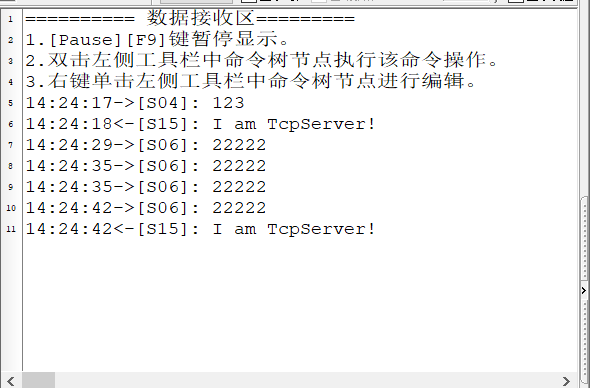 1 ========== 数据接收区=========
2 1.[Pause][F9]键暂停显示。
3 2.双击左侧工具栏中命令树节点执行该命令操作。
4 3.右键单击左侧工具栏中命令树节点进行编辑。
5 14:24:17->[S04]: 123
6 14:24:18<-[S15]: I am TcpServer!
7 14:24:29->[S06]: 22222
8 14:24:35->[S06]: 22222
9 14:24:35->[S06]: 22222
10 14:24:42->[S06]: 22222
11 14:24:42<-[S15]: I am TcpServer!